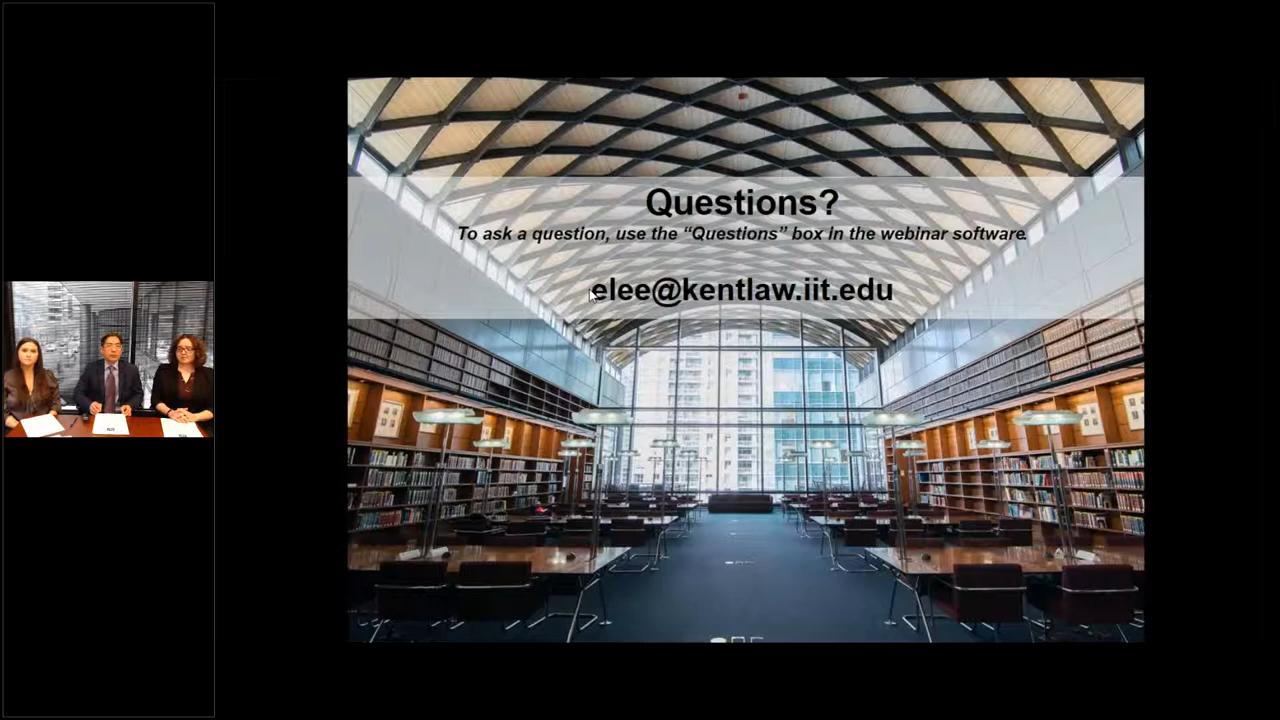 Questions?
To ask a question, use the “Questions” box in the webinar software.
elee@kentlaw.iit.edu